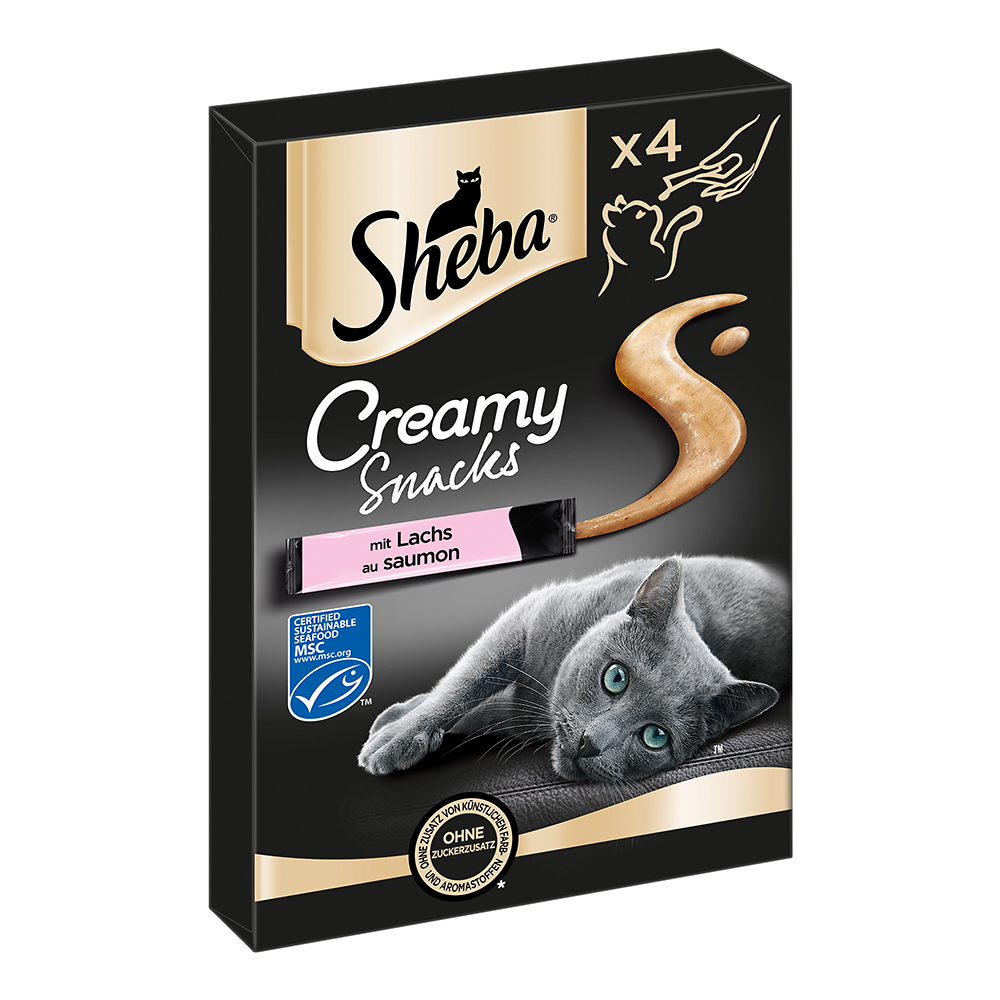 x4
Sheba®
Creamy
Snacks
mit Lachs
au saumon
CERTIFIED
SUSTAINABLE
SEAFOOD
MSC
www.msc.org
TM
TM
OHNE ZUSATZ VON KÜNSTLICHEN FARB-
UND AROMASTOFFEN
OHNE
ZUCKERZUSATZ
*